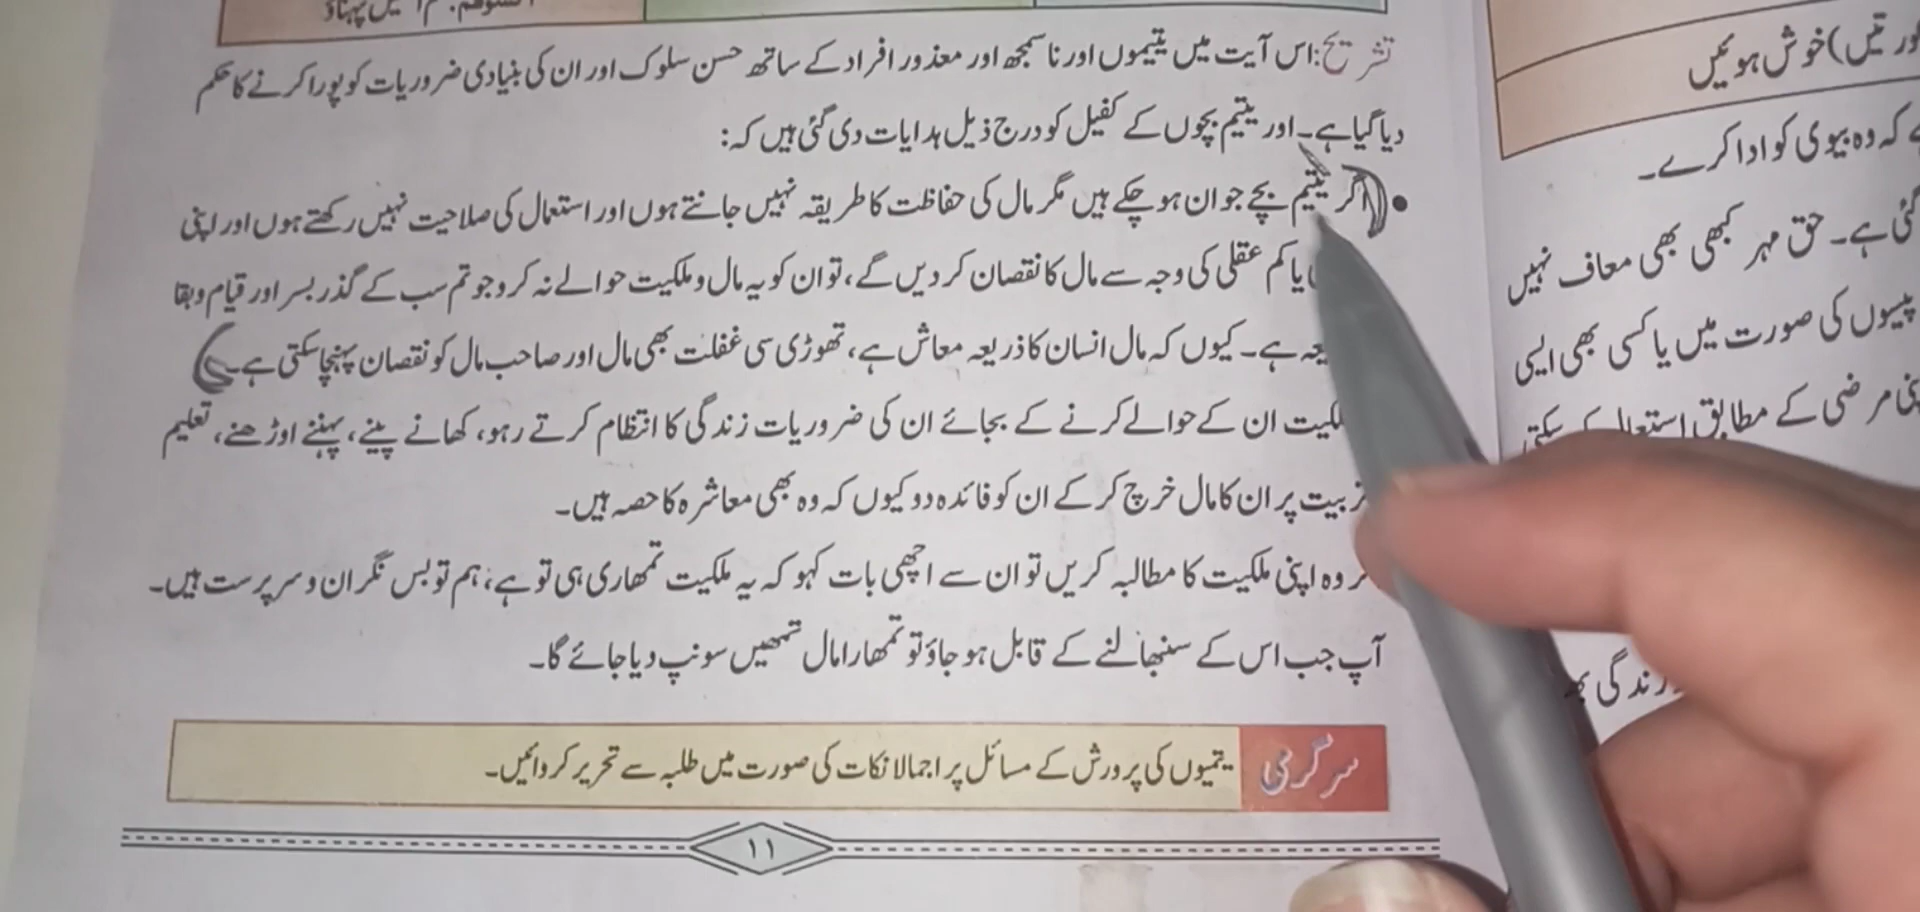 پہناؤ
تشریح: اس آیت میں یتیموں اور ناسمجھ اور معذور افراد کے ساتھ حسن سلوک اور ان کی بنیادی ضروریات کو پورا کرنے کا حکم
دیا گیا ہے۔ اور یتیم بچوں کے کفیل کو درج ذیل ہدایات دی گئی ہیں کہ:
• اگر یتیم بچے جوان ہو چکے ہیں مگر مال کی حفاظت کا طریقہ نہیں جانتے ہوں اور استعمال کی صلاحیت نہیں رکھتے ہوں اور اپنی
یا کم عقلی کی وجہ سے مال کا نقصان کر دیں گے، تو ان کو یہ مال و ملکیت حوالے نہ کرو جو تم سب کے گذر بسر اور قیام و بقا
ہے۔ کیوں کہ مال انسان کا ذریعہ معاش ہے، تھوڑی سی غفلت بھی مال اور صاحب مال کو نقصان پہنچا سکتی ہے۔
ان کے حوالے کرنے کے بجائے ان کی ضروریات زندگی کا انتظام کرتے رہو، کھانے پینے، پہننے اوڑھنے، تعلیم
پر ان کا مال خرچ کر کے ان کو فائدہ دو کیوں کہ وہ بھی معاشرہ کا حصہ ہیں۔
وہ اپنی ملکیت کا مطالبہ کریں تو ان سے اچھی بات کہو کہ یہ ملکیت تمھاری ہی تو ہے، ہم تو بس نگران و سرپرست ہیں۔
آپ جب اس کے سنبھالنے کے قابل ہو جاؤ تو تمھارا مال تمھیں سونپ دیا جائے گا۔
سرگرمی یتیموں کی پرورش کے مسائل پر اجمالا نکات کی صورت میں طلبہ سے تحریر کروائیں۔
۱۱
خوش ہوئیں
کہ وہ بیوی کو ادا کرے۔
گئی ہے۔ حق مہر کبھی بھی معاف نہیں
پیسوں کی صورت میں یا کسی بھی ایسی
مرضی کے مطابق استعمال
زندگی